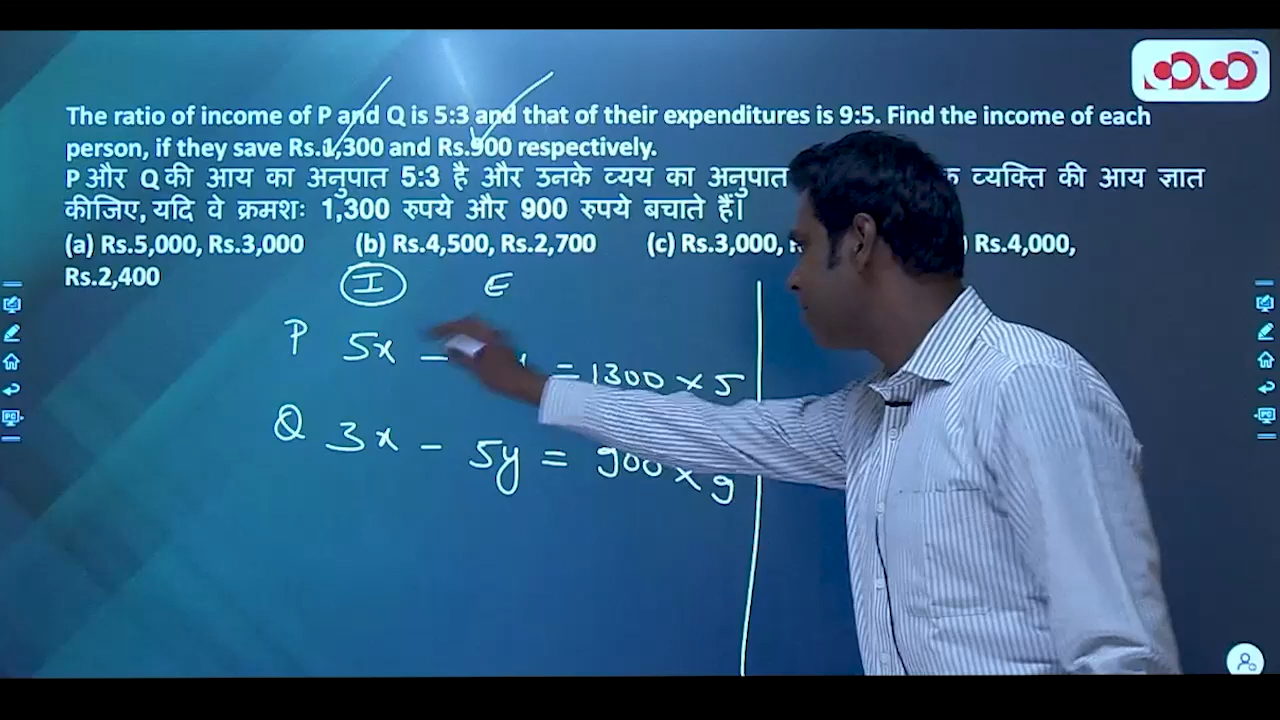 The ratio of income of P and Q is 5:3 and that of their expenditures is 9:5. Find the income of each
person, if they save Rs.1,300 and Rs.900 respectively.
P और Q की आय का अनुपात 5:3 है और उनके व्यय का अनुपात व्यक्ति की आय ज्ञात
कीजिए, यदि वे क्रमशः 1,300 रुपये और 900 रुपये बचाते हैं।
(a) Rs.5,000, Rs.3,000 (b) Rs.4,500, Rs.2,700 (c) Rs.3,000, Rs.4,000,
Rs.2,400
I E
P 5x - = 1300 × 5
Q 3x - 5y = 900 × 9